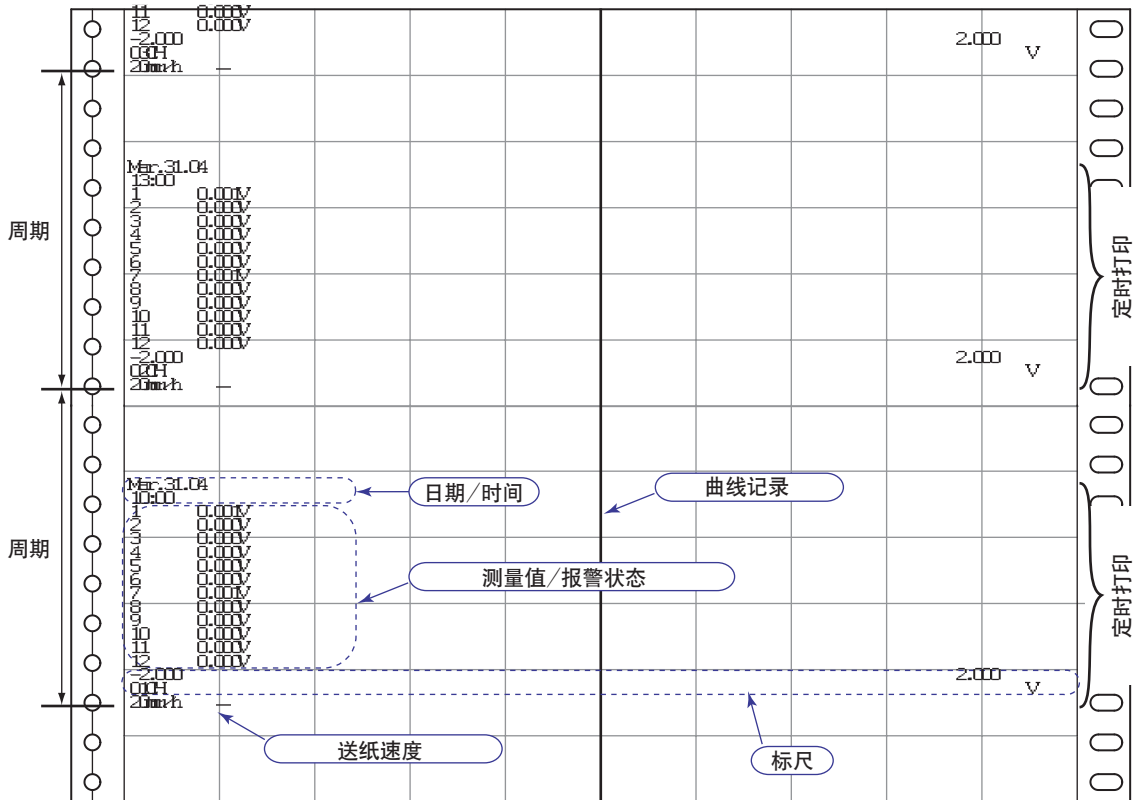 11 0.000V
12 0.000V
-2.000 2.000
03CH V
20mm/h
周期
Mar.31.04
13:00
1 0.001V
2 0.000V
3 0.000V
4 0.000V
5 0.000V
6 0.000V
7 0.001V
8 0.000V
9 0.000V
10 0.000V
11 0.000V
12 0.000V
-2.000 2.000
02CH V
20mm/h
定时打印
周期
Mar.31.04
10:00
日期/时间
曲线记录
1 0.001V
2 0.000V
3 0.000V
4 0.000V
5 0.000V
6 0.000V
7 0.001V
8 0.000V
9 0.000V
10 0.000V
11 0.000V
12 0.000V
测量值/报警状态
定时打印
-2.000 2.000
01CH V
20mm/h
送纸速度
标尺